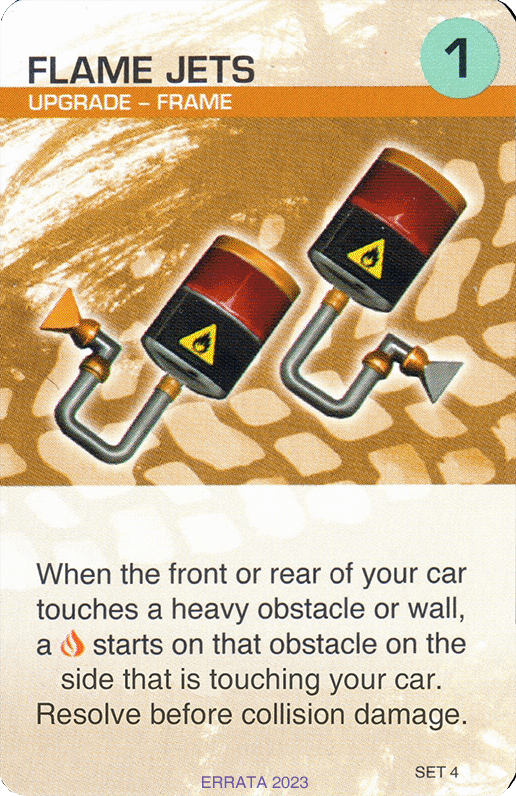 FLAME JETS
1
UPGRADE – FRAME
When the front or rear of your car
touches a heavy obstacle or wall,
a starts on that obstacle on the
side that is touching your car.
Resolve before collision damage.
SET 4
ERRATA 2023